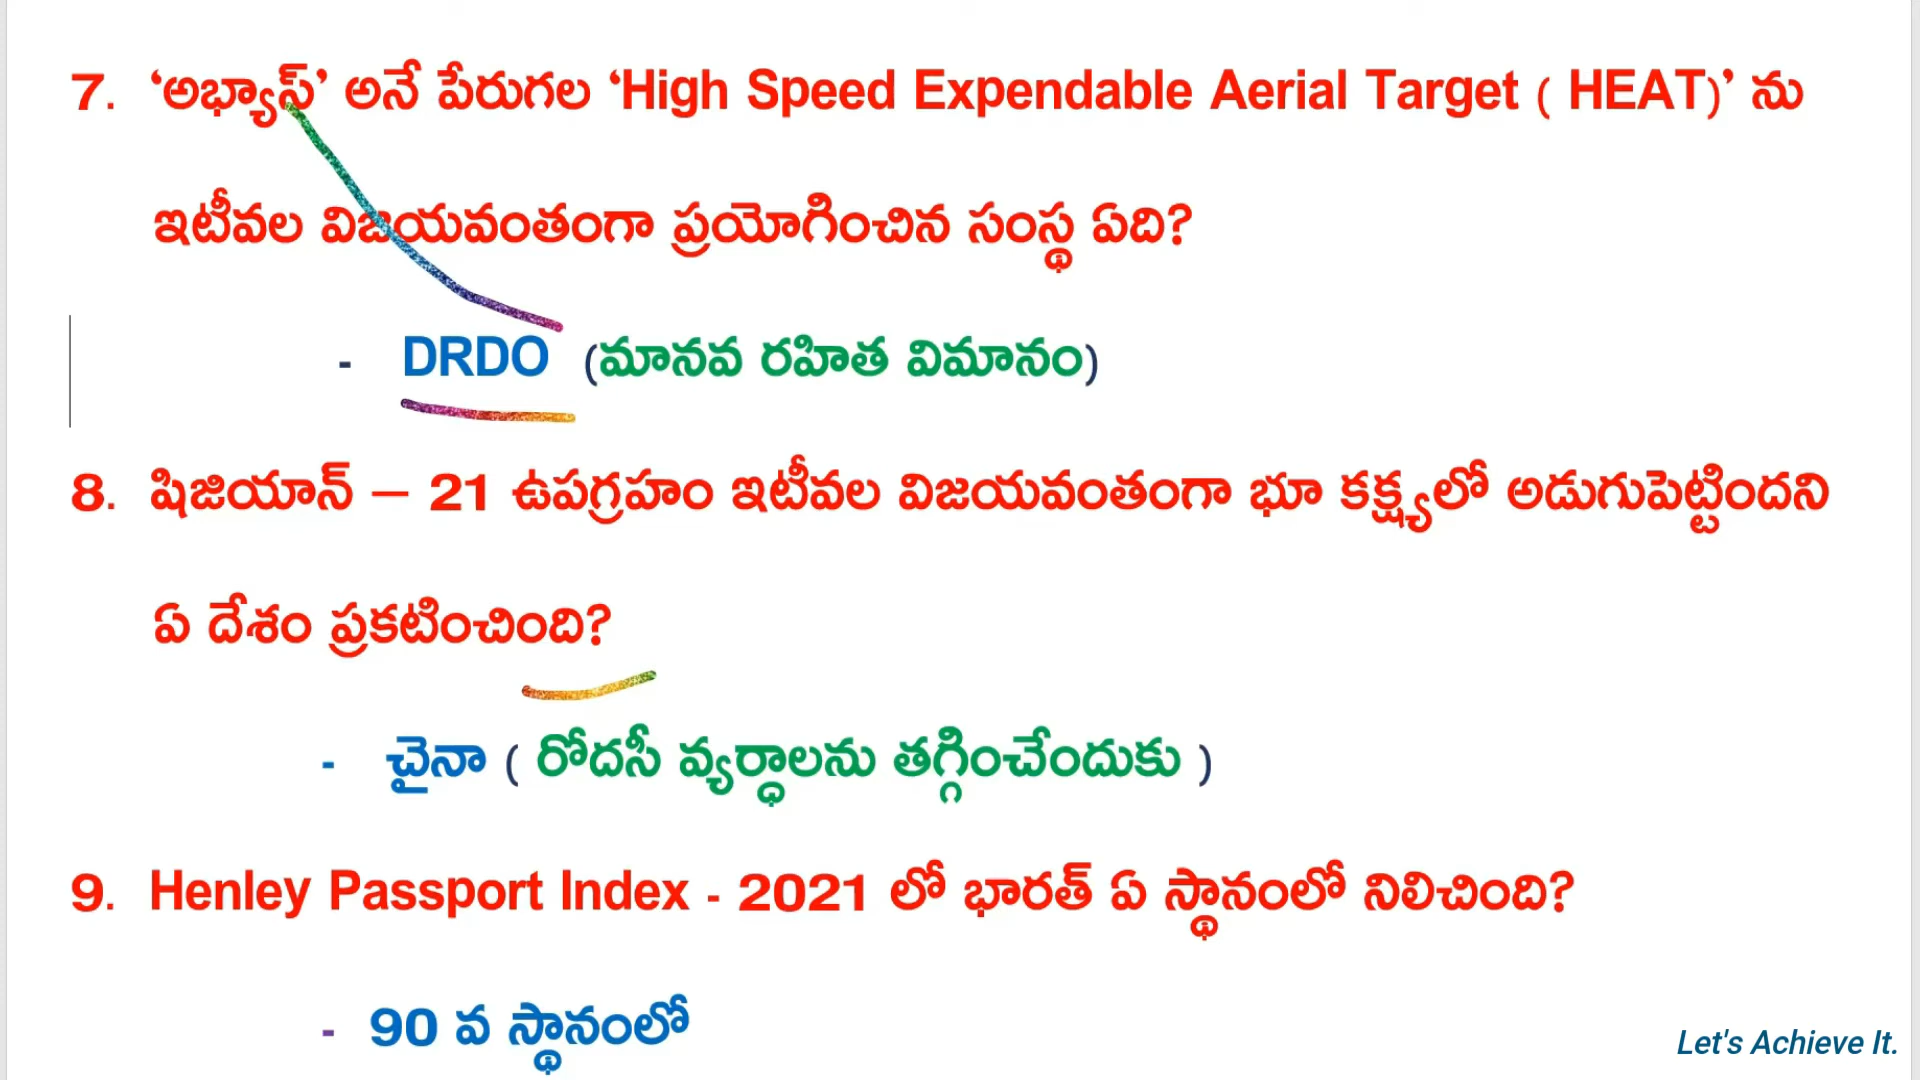 7. ‘అభ్యాస్’ అనే పేరుగల ‘High Speed Expendable Aerial Target ( HEAT)’ ను
ఇటీవల విజయవంతంగా ప్రయోగించిన సంస్థ ఏది?
- DRDO (మానవ రహిత విమానం)
8. షిజియాన్ – 21 ఉపగ్రహం ఇటీవల విజయవంతంగా భూ కక్ష్యలో అడుగుపెట్టిందని
ఏ దేశం ప్రకటించింది?
- చైనా ( రోదసీ వ్యర్ధాలను తగ్గించేందుకు )
9. Henley Passport Index - 2021 లో భారత్ ఏ స్థానంలో నిలిచింది?
- 90 వ స్థానంలో
Let's Achieve It.